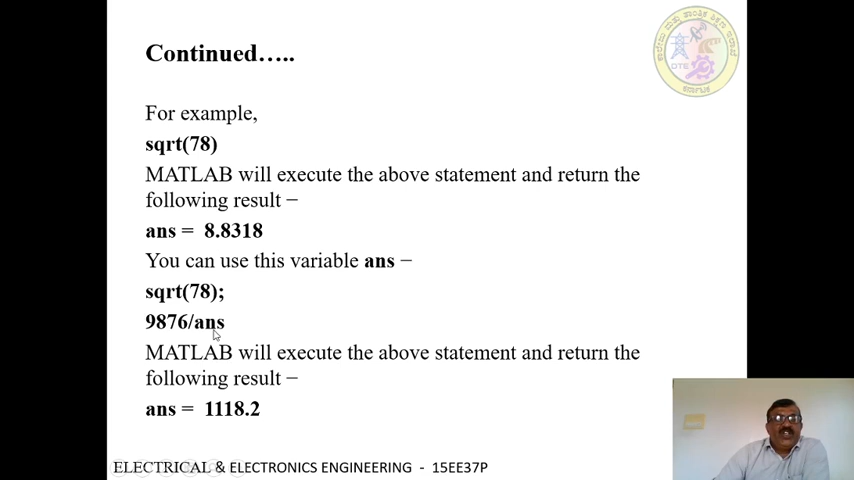 Continued…..
For example,
sqrt(78)
MATLAB will execute the above statement and return the
following result −
ans = 8.8318
You can use this variable ans −
sqrt(78);
9876/ans
MATLAB will execute the above statement and return the
following result −
ans = 1118.2
ELECTRICAL & ELECTRONICS ENGINEERING - 15EE37P
DTE